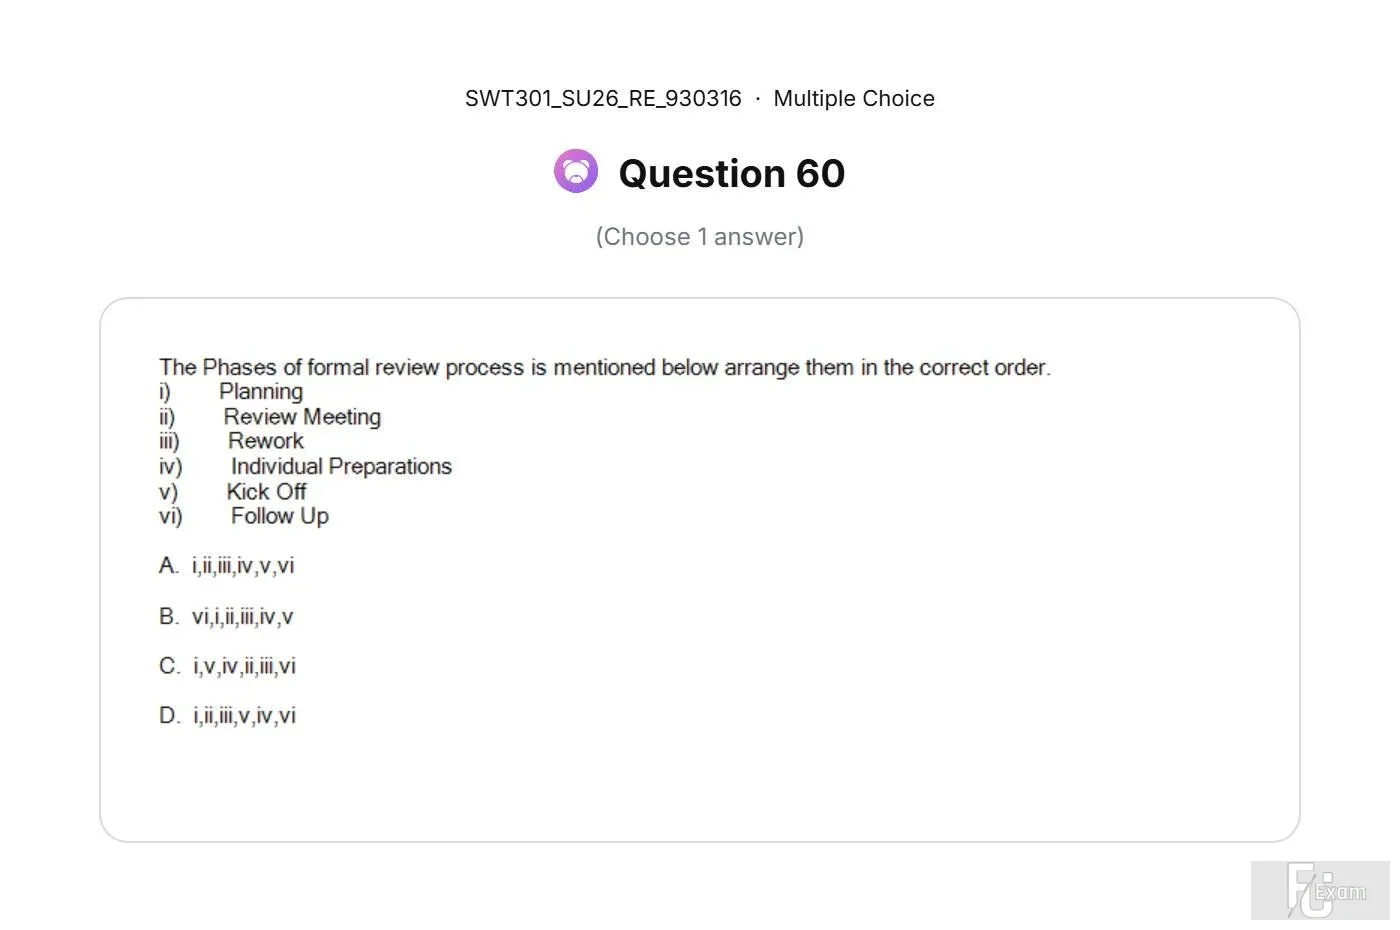 SWT301_SU26_RE_930316 · Multiple Choice
Question 60
(Choose 1 answer)
The Phases of formal review process is mentioned below arrange them in the correct order.
i) Planning
ii) Review Meeting
iii) Rework
iv) Individual Preparations
v) Kick Off
vi) Follow Up
A. i,ii,iii,iv,v,vi
B. vi,i,ii,iii,iv,v
C. i,v,iv,ii,iii,vi
D. i,ii,iii,v,iv,vi
FU Exam